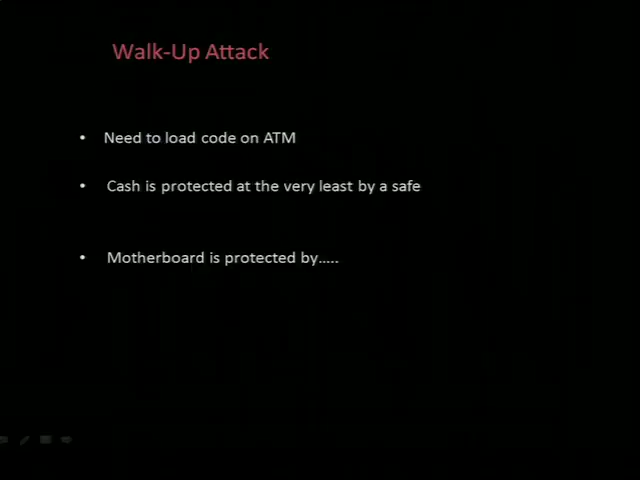 Walk-Up Attack
• Need to load code on ATM
• Cash is protected at the very least by a safe
• Motherboard is protected by.....